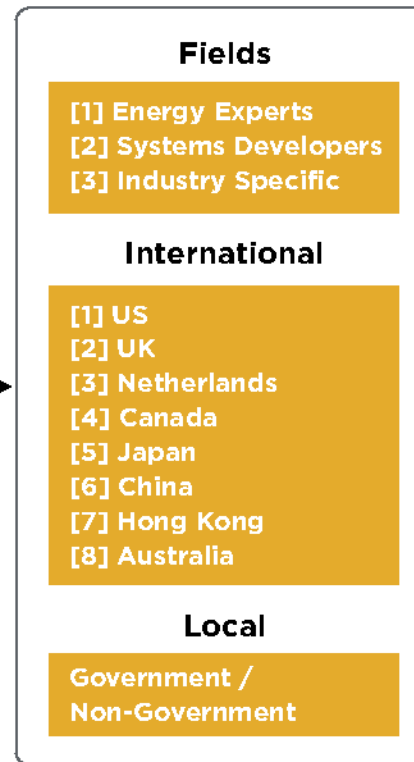 Fields
[1] Energy Experts
[2] Systems Developers
[3] Industry Specific
International
[1] US
[2] UK
[3] Netherlands
[4] Canada
[5] Japan
[6] China
[7] Hong Kong
[8] Australia
Local
Government /
Non-Government